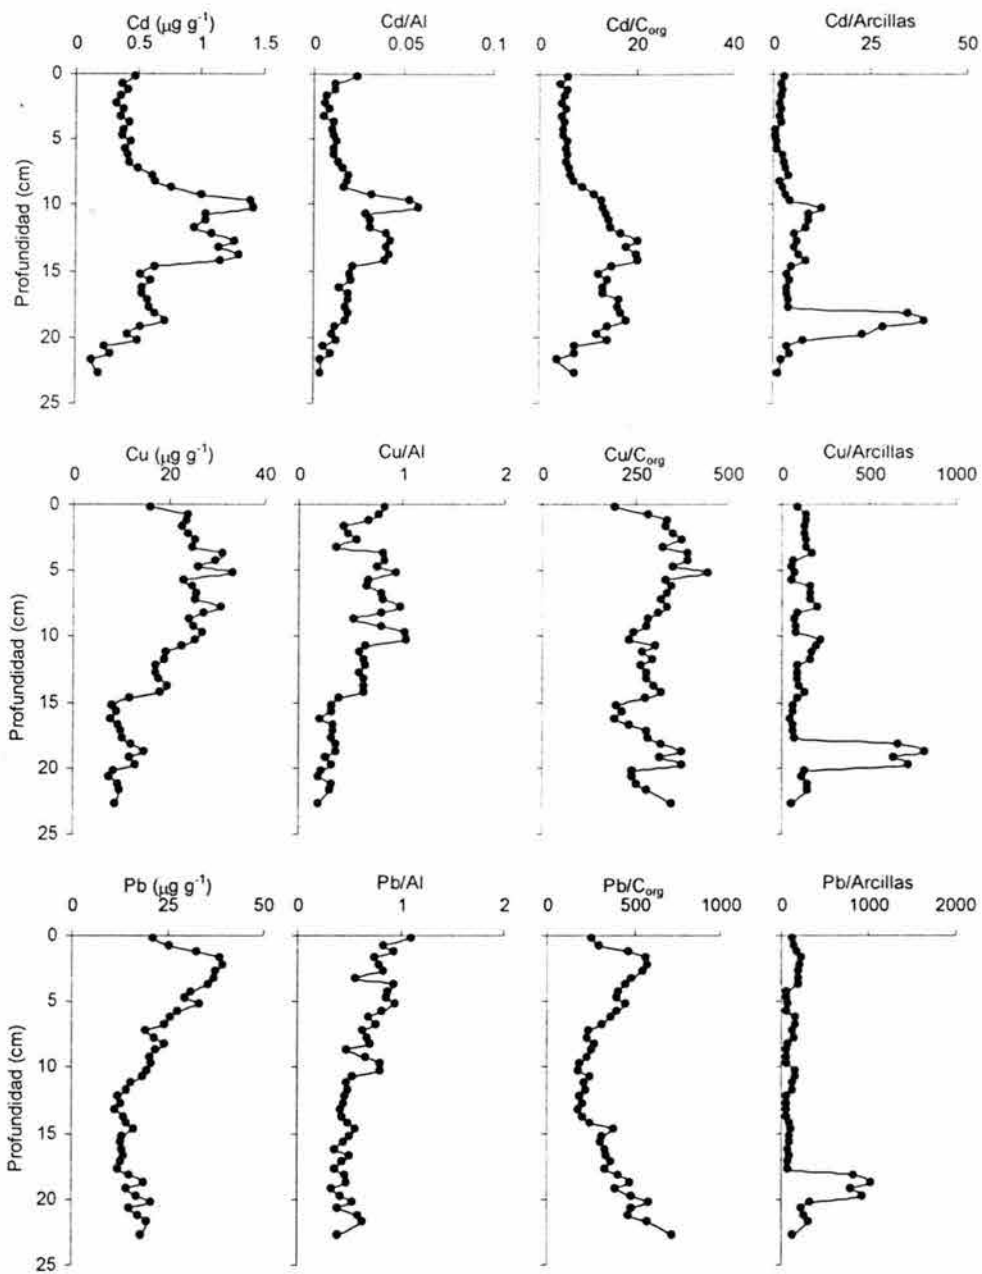 Cd (μg g⁻¹) Cd/Al Cd/Corg Cd/Arcillas
0 0.5 1 1.5 0 0.05 0.1 0 20 40 0 25 50
0
5
10
15
20
25
Profundidad (cm)
Cu (μg g⁻¹) Cu/Al Cu/Corg Cu/Arcillas
0 20 40 0 1 2 0 250 500 0 500 1000
0
5
10
15
20
25
Profundidad (cm)
Pb (μg g⁻¹) Pb/Al Pb/Corg Pb/Arcillas
0 25 50 0 1 2 0 500 1000 0 1000 2000
0
5
10
15
20
25
Profundidad (cm)